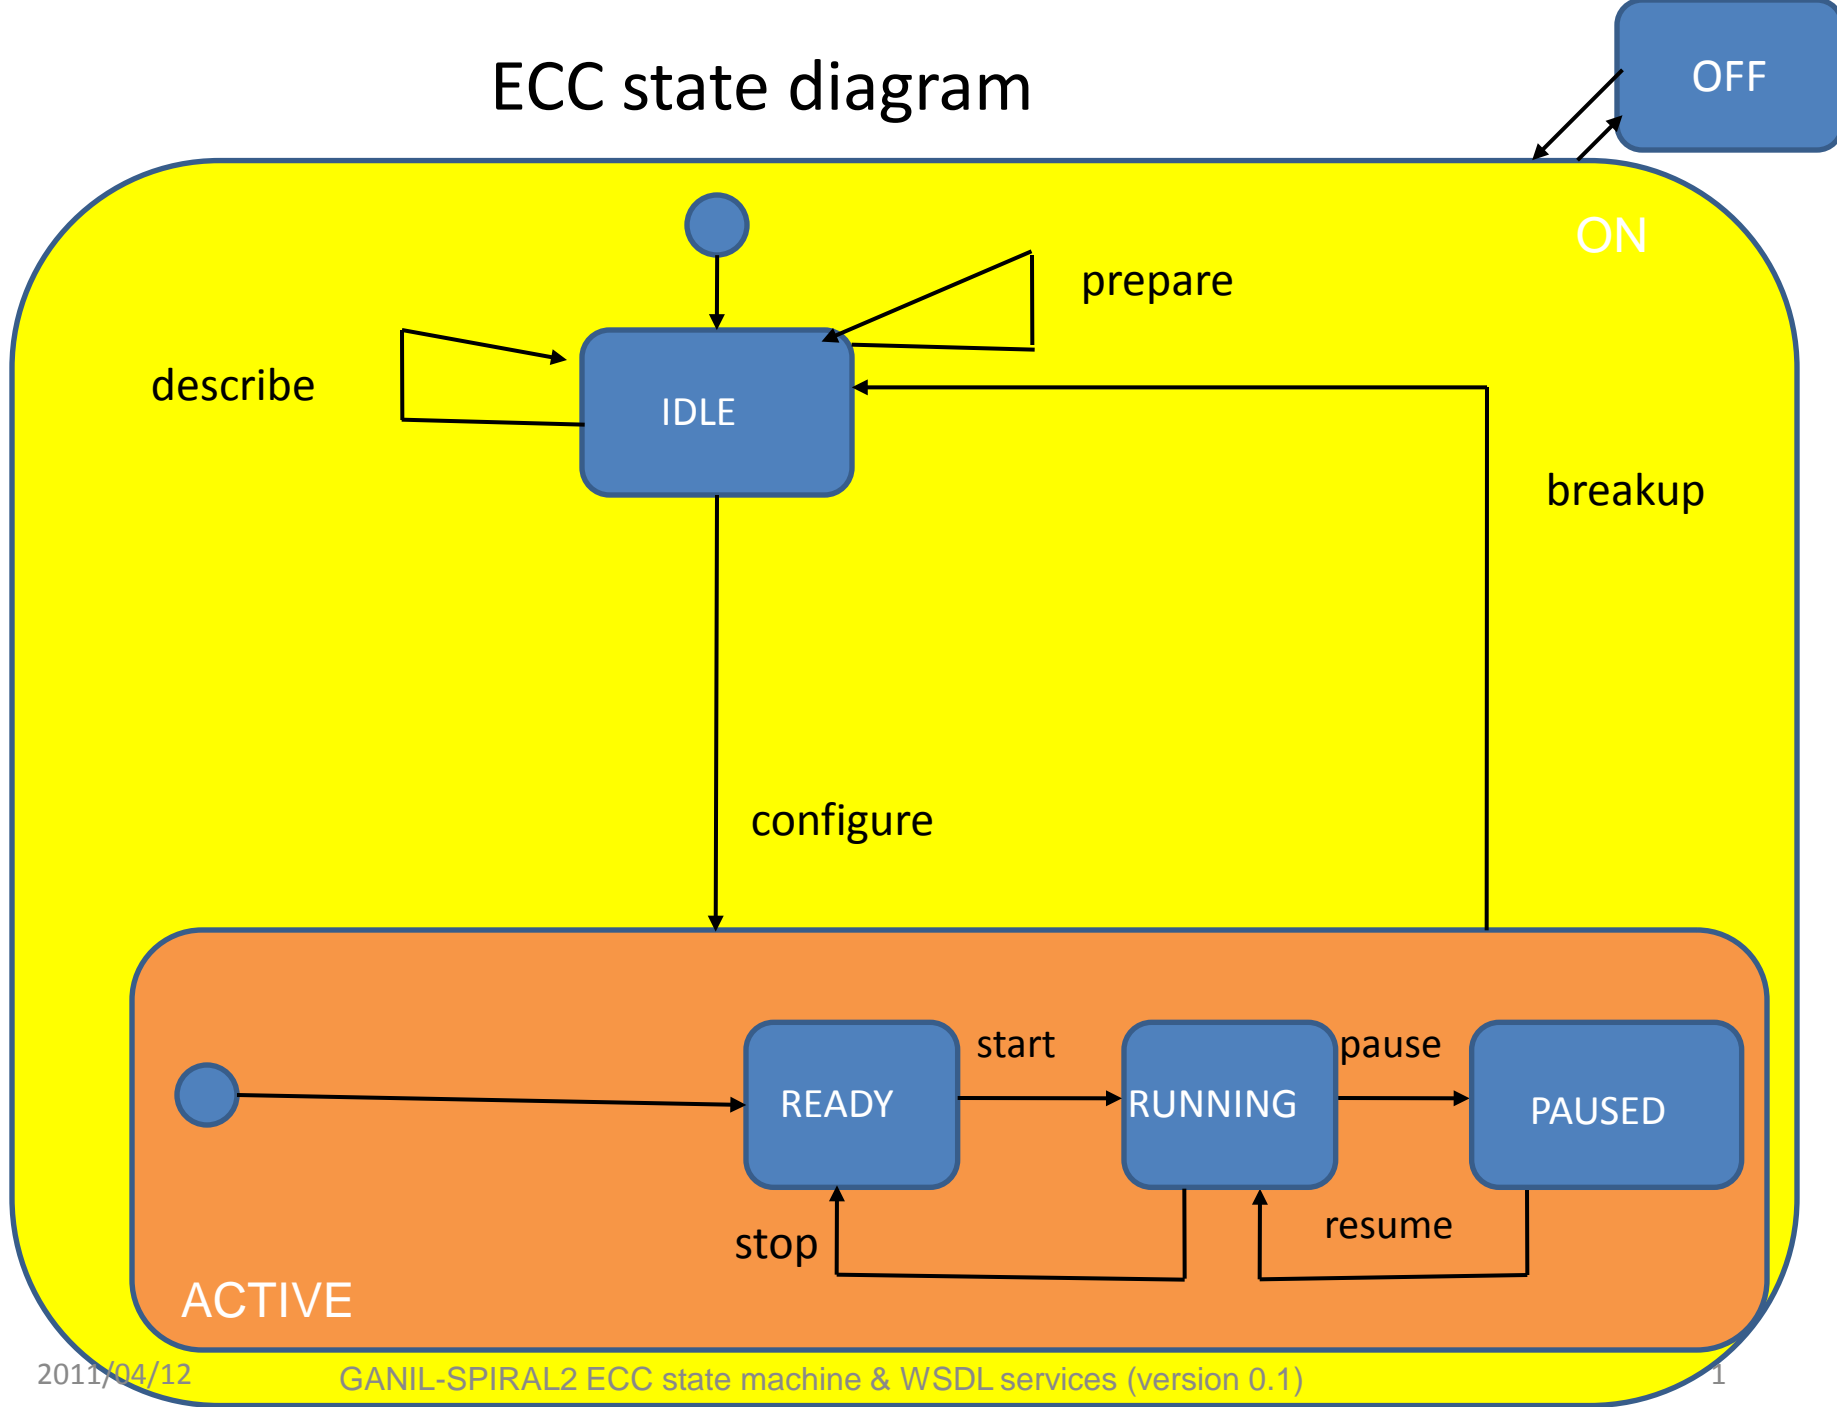 OFF
ECC state diagram
ON
prepare
describe
IDLE
breakup
configure
start
pause
READY
RUNNING
PAUSED
resume
stop
ACTIVE
2011/04/12
GANIL-SPIRAL2 ECC state machine & WSDL services (version 0.1)
1